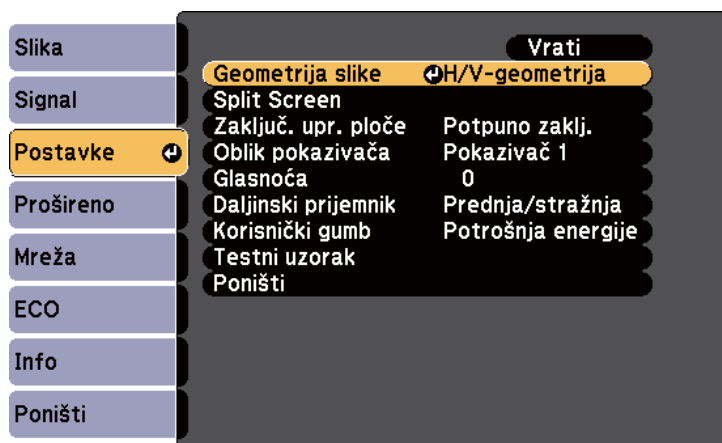 Slika
Signal
Postavke
Prošireno
Mreža
ECO
Info
Poništi
Vrati
Geometrija slike H/V-geometrija
Split Screen
Zaključ. upr. ploče Potpuno zaklj.
Oblik pokazivača Pokazivač 1
Glasnoća 0
Daljinski prijemnik Prednja/stražnja
Korisnički gumb Potrošnja energije
Testni uzorak
Poništi